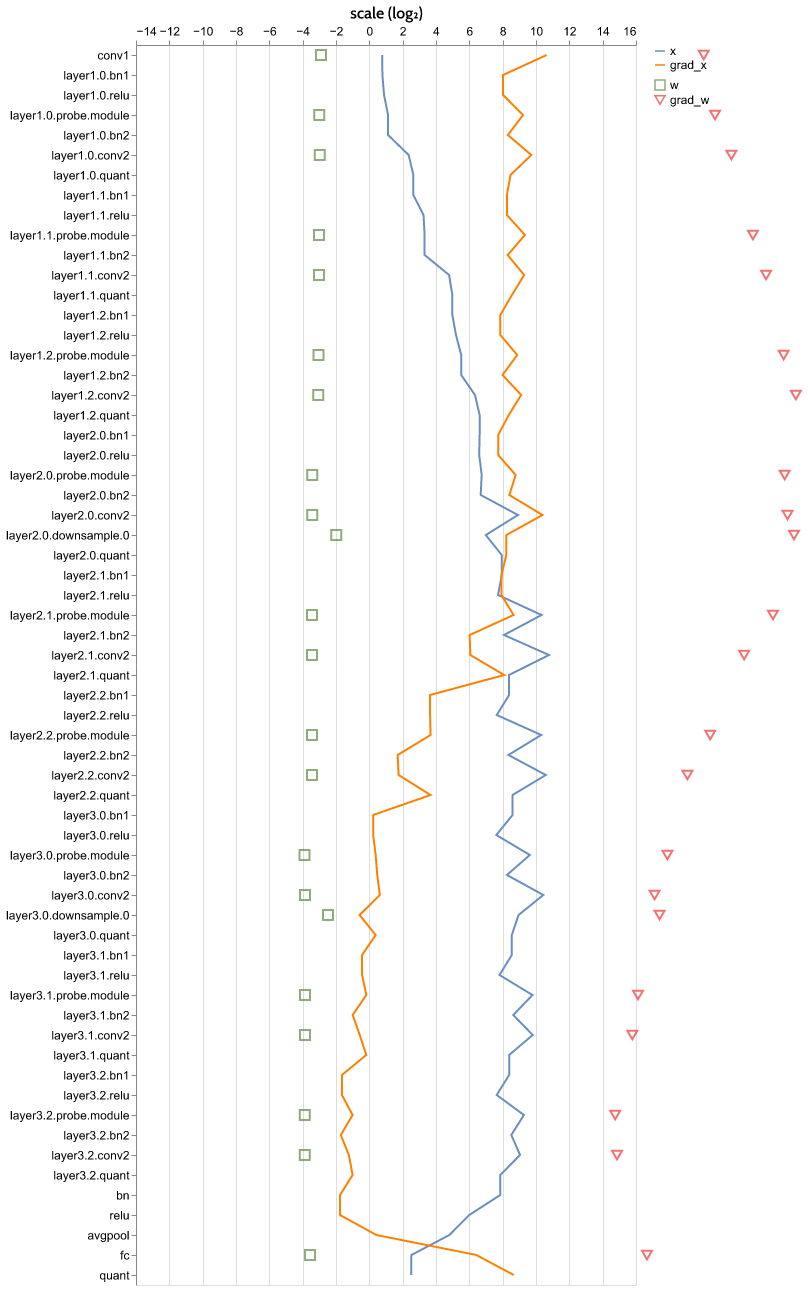 scale (log₂)
−14 −12 −10 −8 −6 −4 −2 0 2 4 6 8 10 12 14 16
x
grad_x
w
grad_w
conv1
layer1.0.bn1
layer1.0.relu
layer1.0.probe.module
layer1.0.bn2
layer1.0.conv2
layer1.0.quant
layer1.1.bn1
layer1.1.relu
layer1.1.probe.module
layer1.1.bn2
layer1.1.conv2
layer1.1.quant
layer1.2.bn1
layer1.2.relu
layer1.2.probe.module
layer1.2.bn2
layer1.2.conv2
layer1.2.quant
layer2.0.bn1
layer2.0.relu
layer2.0.probe.module
layer2.0.bn2
layer2.0.conv2
layer2.0.downsample.0
layer2.0.quant
layer2.1.bn1
layer2.1.relu
layer2.1.probe.module
layer2.1.bn2
layer2.1.conv2
layer2.1.quant
layer2.2.bn1
layer2.2.relu
layer2.2.probe.module
layer2.2.bn2
layer2.2.conv2
layer2.2.quant
layer3.0.bn1
layer3.0.relu
layer3.0.probe.module
layer3.0.bn2
layer3.0.conv2
layer3.0.downsample.0
layer3.0.quant
layer3.1.bn1
layer3.1.relu
layer3.1.probe.module
layer3.1.bn2
layer3.1.conv2
layer3.1.quant
layer3.2.bn1
layer3.2.relu
layer3.2.probe.module
layer3.2.bn2
layer3.2.conv2
layer3.2.quant
bn
relu
avgpool
fc
quant